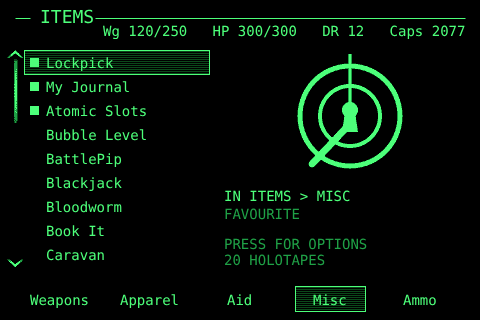 ITEMS
Wg 120/250 HP 300/300 DR 12 Caps 2077
Lockpick
My Journal
Atomic Slots
Bubble Level
BattlePip
Blackjack
Bloodworm
Book It
Caravan
IN ITEMS > MISC
FAVOURITE
PRESS FOR OPTIONS
20 HOLOTAPES
Weapons Apparel Aid Misc Ammo